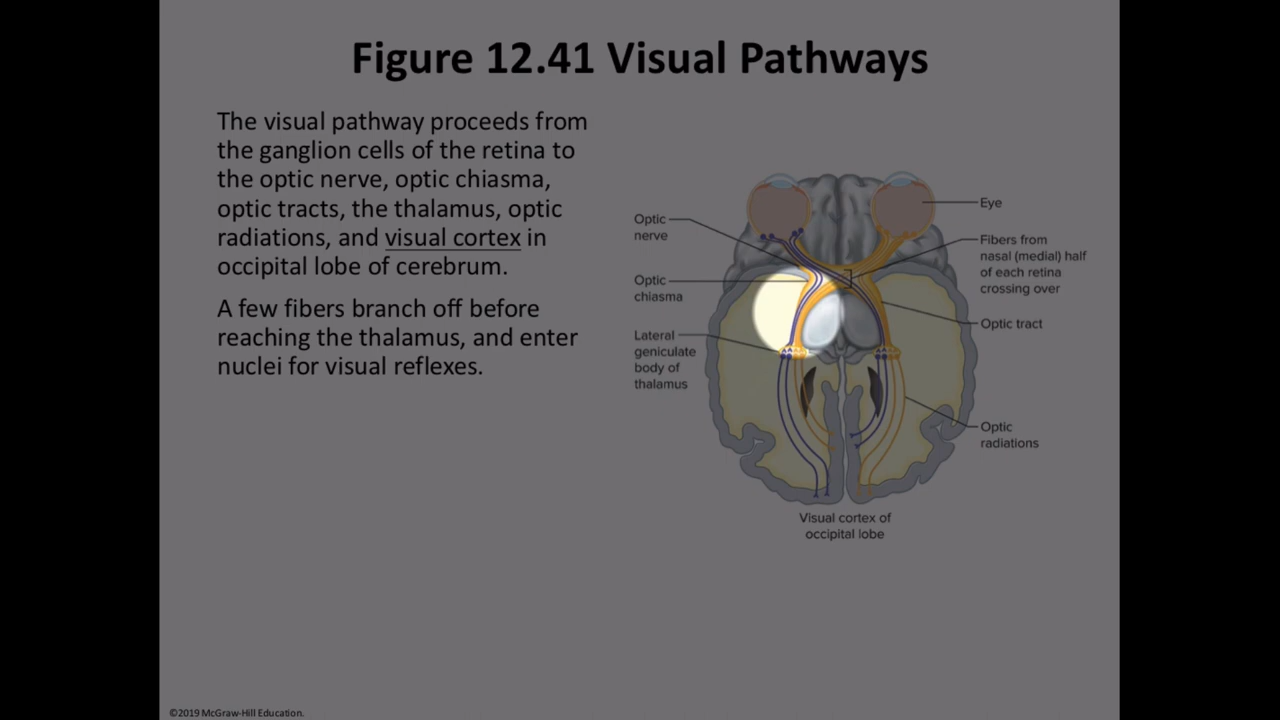 Figure 12.41 Visual Pathways
The visual pathway proceeds from
the ganglion cells of the retina to
the optic nerve, optic chiasma,
optic tracts, the thalamus, optic
radiations, and visual cortex in
occipital lobe of cerebrum.
A few fibers branch off before
reaching the thalamus, and enter
nuclei for visual reflexes.
Optic
nerve
Optic
chiasma
Lateral
geniculate
body of
thalamus
Eye
Fibers from
nasal (medial) half
of each retina
crossing over
Optic tract
Optic
radiations
Visual cortex of
occipital lobe
©2019 McGraw-Hill Education.